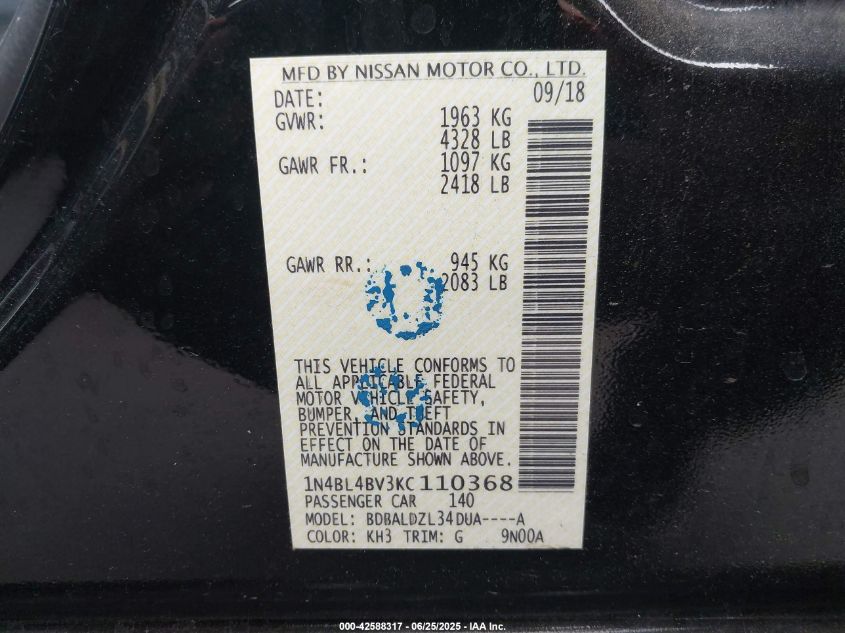 MFD BY NISSAN MOTOR CO., LTD.
DATE: 09/18
GVWR: 1963 KG
4328 LB
GAWR FR.: 1097 KG
2418 LB
GAWR RR.: 945 KG
2083 LB
THIS VEHICLE CONFORMS TO
ALL APPLICABLE FEDERAL
MOTOR VEHICLE SAFETY,
BUMPER, AND THEFT
PREVENTION STANDARDS IN
EFFECT ON THE DATE OF
MANUFACTURE SHOWN ABOVE.
1N4BL4BV3KC110368
PASSENGER CAR 140
MODEL: BDBALDZL34DUA----A
COLOR: KH3 TRIM: G 9N00A
000-42588317 - 06/25/2025 - IAA Inc.